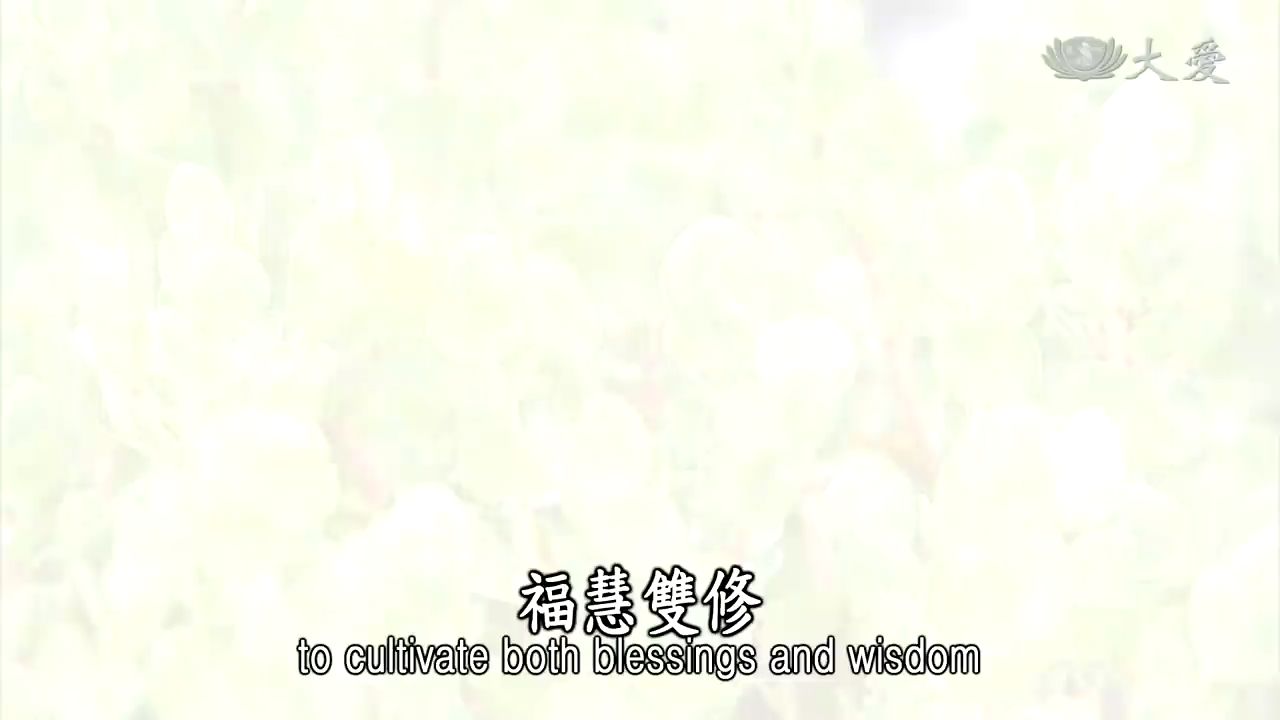 大愛
福慧雙修
to cultivate both blessings and wisdom